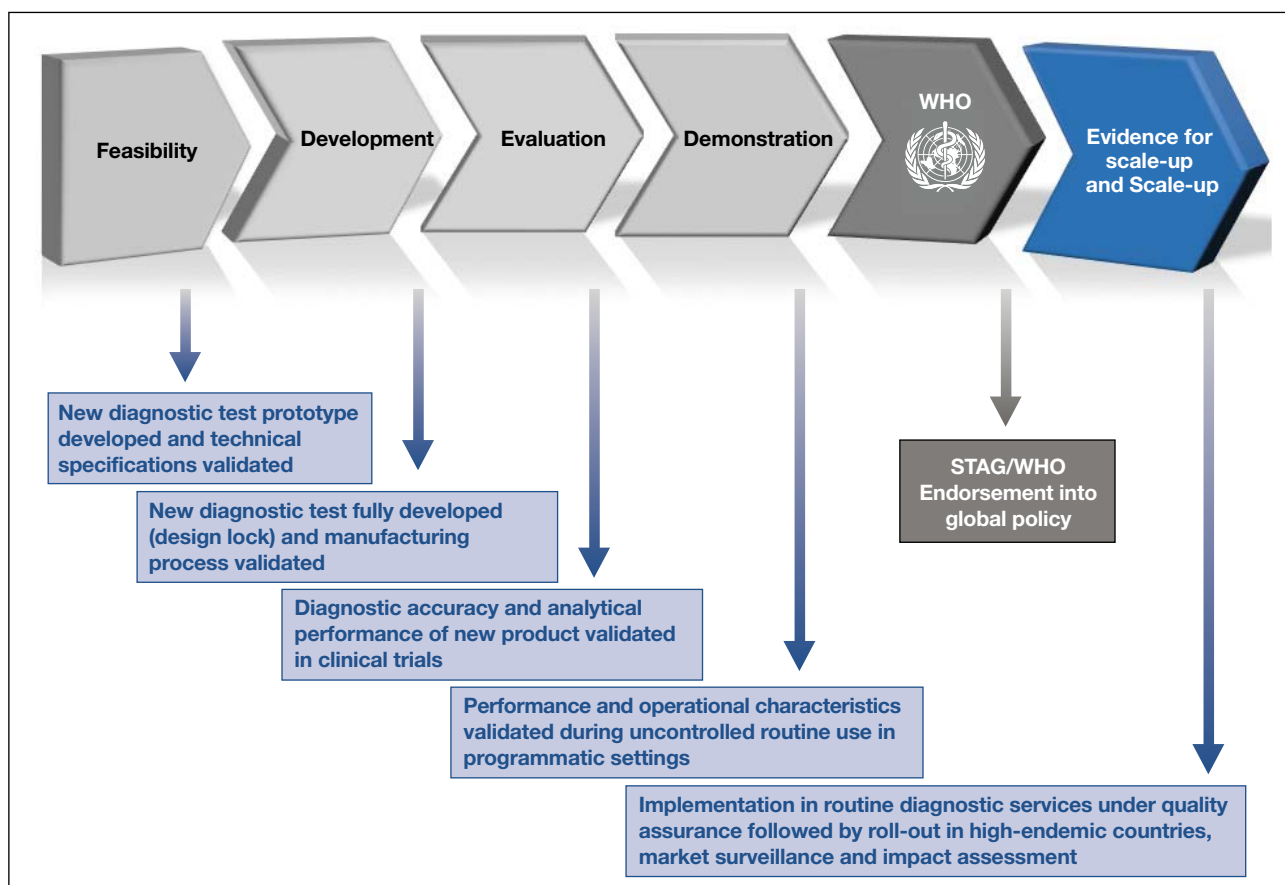 Feasibility
Development
Evaluation
Demonstration
WHO
Evidence for
scale-up
and Scale-up
New diagnostic test prototype
developed and technical
specifications validated
New diagnostic test fully developed
(design lock) and manufacturing
process validated
Diagnostic accuracy and analytical
performance of new product validated
in clinical trials
Performance and operational characteristics
validated during uncontrolled routine use in
programmatic settings
STAG/WHO
Endorsement into
global policy
Implementation in routine diagnostic services under quality
assurance followed by roll-out in high-endemic countries,
market surveillance and impact assessment